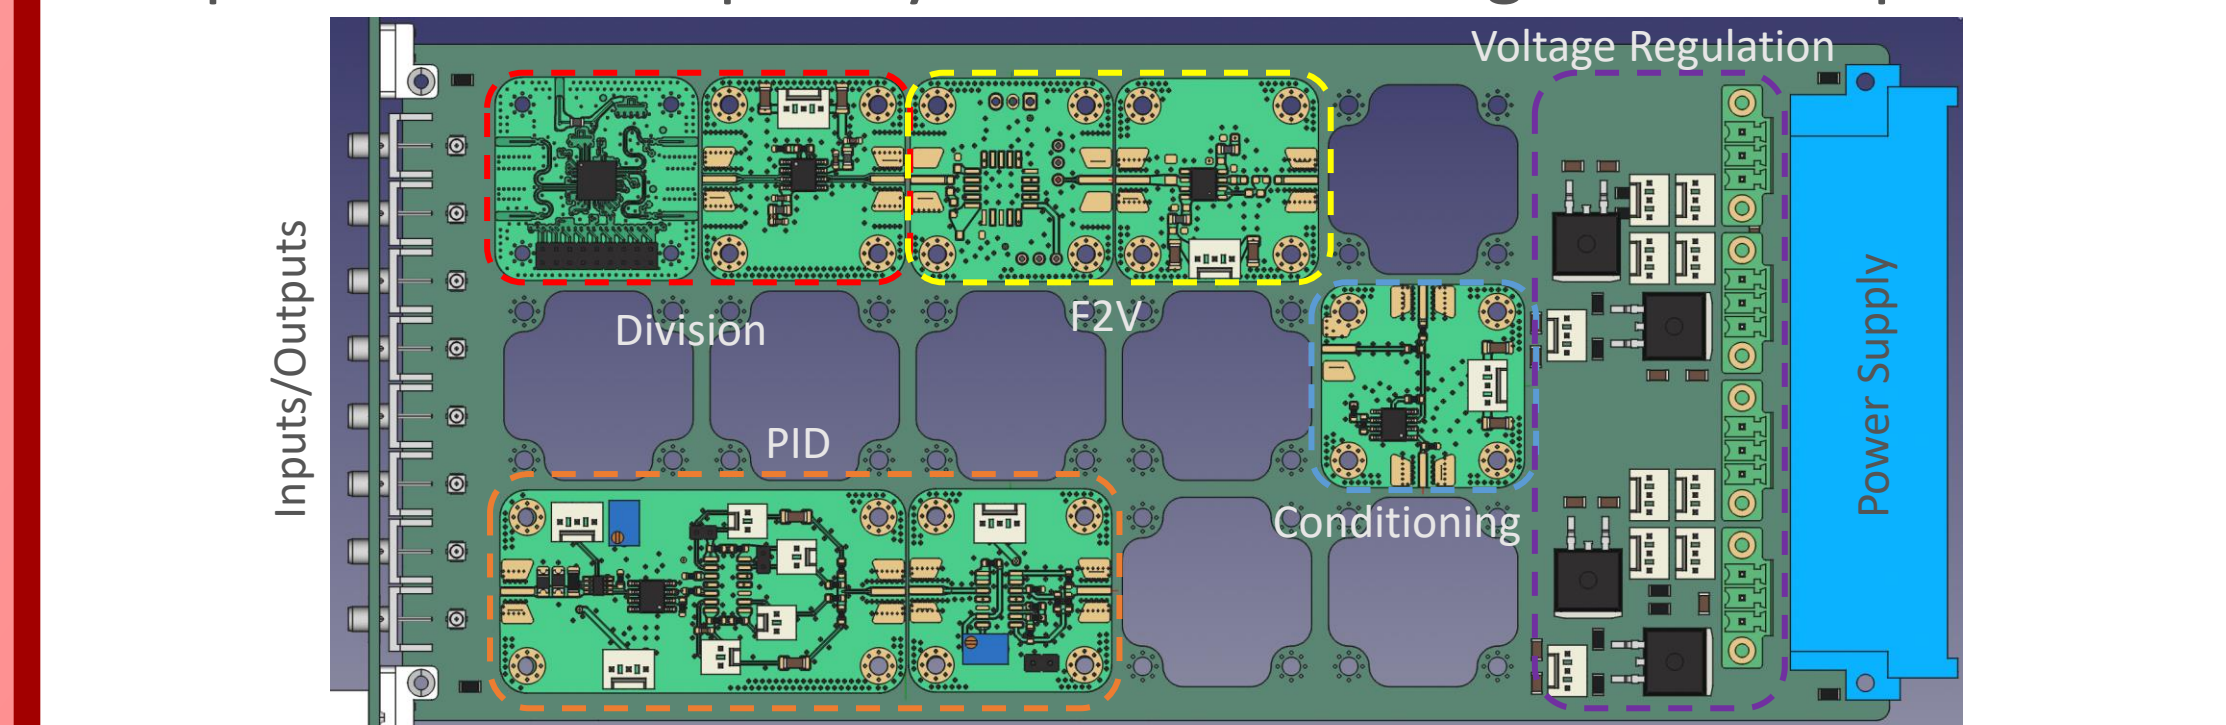 Voltage Regulation
Inputs/Outputs
Division
F2V
Power Supply
PID
Conditioning